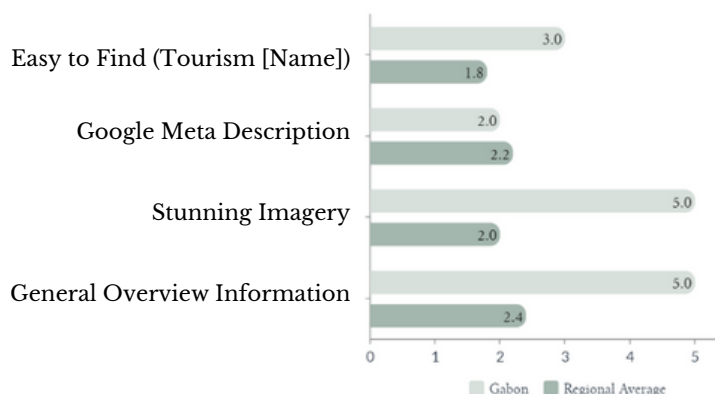 Easy to Find (Tourism [Name])
3.0
1.8
Google Meta Description
2.0
2.2
Stunning Imagery
5.0
2.0
General Overview Information
5.0
2.4
0 1 2 3 4 5
Gabon Regional Average